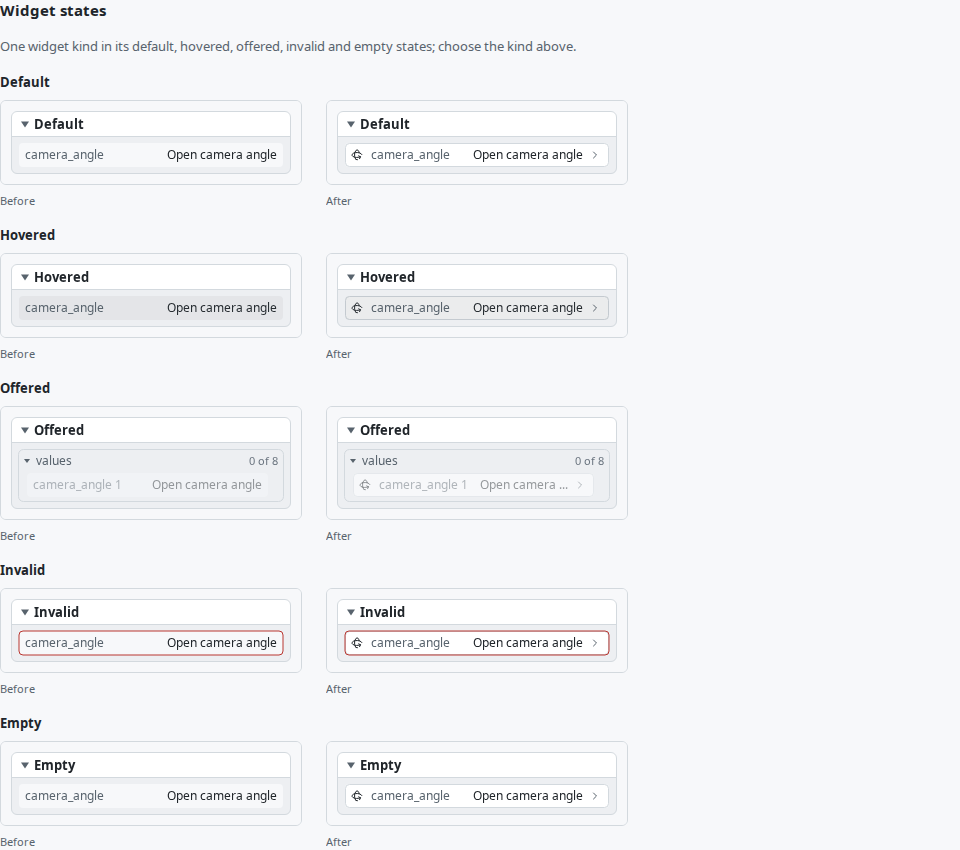 Widget states
One widget kind in its default, hovered, offered, invalid and empty states; choose the kind above.
Default
Default
camera_angle Open camera angle
Default
camera_angle Open camera angle
Before
After
Hovered
Hovered
camera_angle Open camera angle
Hovered
camera_angle Open camera angle
Before
After
Offered
Offered
values 0 of 8
camera_angle 1 Open camera angle
Offered
values 0 of 8
camera_angle 1 Open camera ...
Before
After
Invalid
Invalid
camera_angle Open camera angle
Invalid
camera_angle Open camera angle
Before
After
Empty
Empty
camera_angle Open camera angle
Empty
camera_angle Open camera angle
Before
After